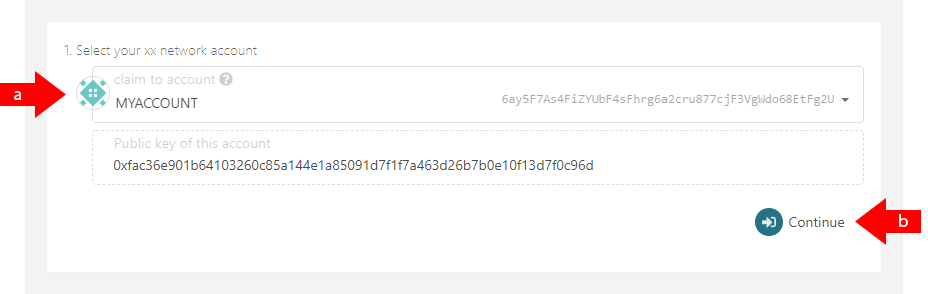 1. Select your xx network account
a
claim to account ?
MYACCOUNT 6ay5F7As4FiZYUbF4sFhrg6a2cru877cjF3VgWdo68EtFg2U
Public key of this account
0xfac36e901b64103260c85a144e1a85091d7f1f7a463d26b7b0e10f13d7f0c96d
Continue b